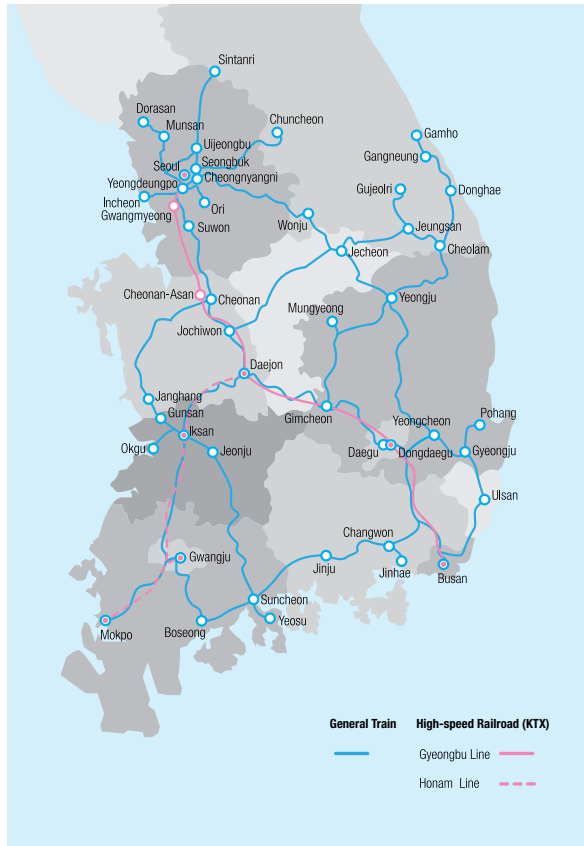 Sintanri
Dorasan
Munsan
Chuncheon
Uijeongbu
Seongbuk
Seoul
Cheongnyangni
Yeongdeungpo
Incheon
Gwangmyeong
Ori
Suwon
Gamho
Gangneung
Gujeolri
Donghae
Wonju
Jeungsan
Cheolam
Jecheon
Cheonan-Asan
Cheonan
Mungyeong
Yeongju
Jochiwon
Daejon
Janghang
Gunsan
Gimcheon
Iksan
Yeongcheon
Pohang
Okgu
Jeonju
Daegu
Dongdaegu
Gyeongju
Ulsan
Changwon
Gwangju
Jinju
Jinhae
Busan
Suncheon
Mokpo
Boseong
Yeosu
General Train
High-speed Railroad (KTX)
Gyeongbu Line
Honam Line